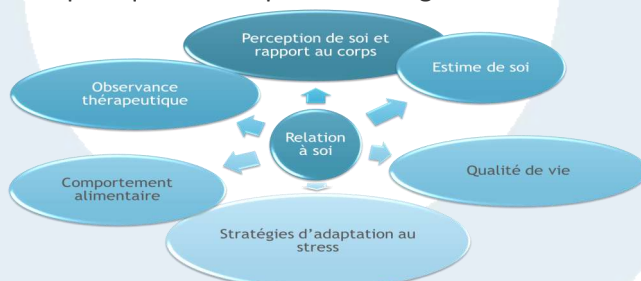 Perception de soi et
rapport au corps
Estime de soi
Observance
thérapeutique
Relation
à soi
Qualité de vie
Comportement
alimentaire
Stratégies d'adaptation au
stress